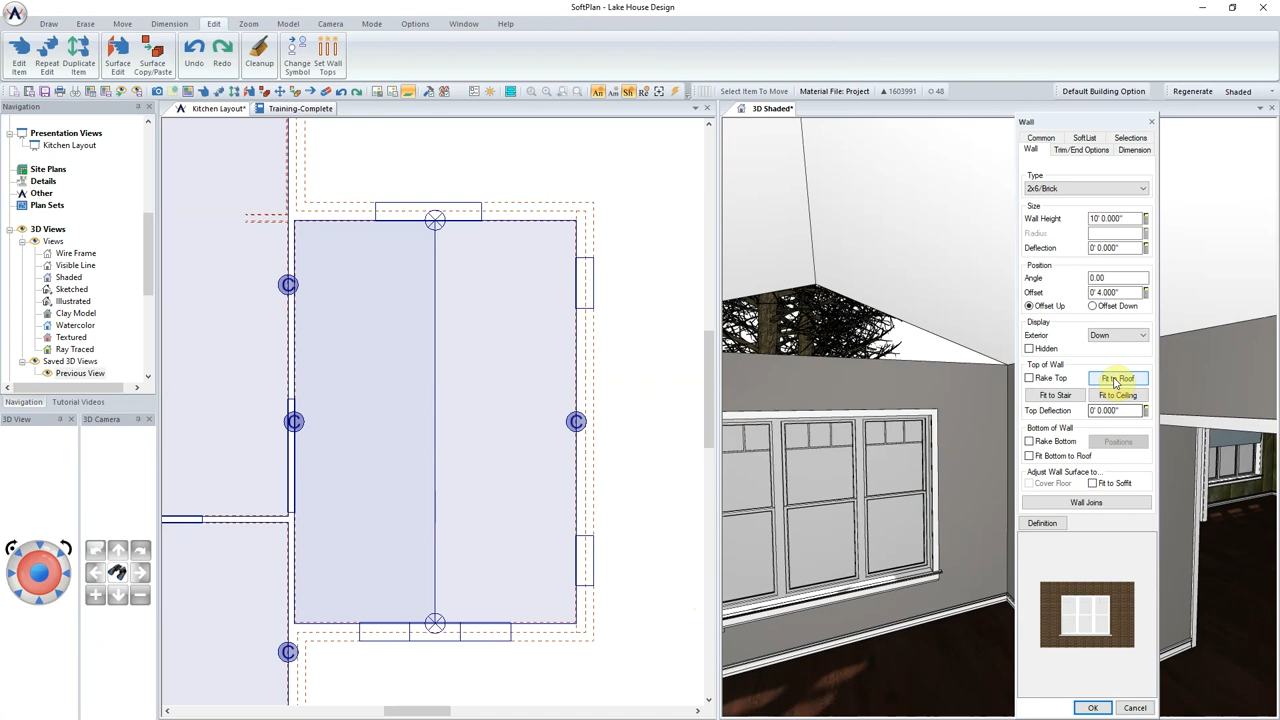 SoftPlan - Lake House Design
Draw Erase Move Dimension Edit Zoom Model Camera Mode Options Window Help
Edit Item
Repeat Edit
Duplicate Item
Surface Edit
Surface Copy/Paste
Undo
Redo
Cleanup
Change Symbol
Set Wall Tops
Select Item To Move Material File: Project 1603991 48 Default Building Option Regenerate Shaded
Navigation
Kitchen Layout* Training-Complete
3D Shaded*
Presentation Views
Kitchen Layout
Site Plans
Details
Other
Plan Sets
3D Views
Views
Wire Frame
Visible Line
Shaded
Sketched
Illustrated
Clay Model
Watercolor
Textured
Ray Traced
Saved 3D Views
Previous View
Navigation Tutorial Videos
3D View
3D Camera
C
C
C
C
Wall
Common SoftList Selections
Wall Trim/End Options Dimension
Type
2x6/Brick
Size
Wall Height 10' 0.000"
Radius
Deflection 0' 0.000"
Position
Angle 0.00
Offset 0' 4.000"
Offset Up Offset Down
Display
Exterior Down
Hidden
Top of Wall
Rake Top Fit to Roof
Fit to Stair Fit to Ceiling
Top Deflection 0' 0.000"
Bottom of Wall
Rake Bottom Positions
Fit Bottom to Roof
Adjust Wall Surface to...
Cover Floor Fit to Soffit
Wall Joins
Definition
OK Cancel